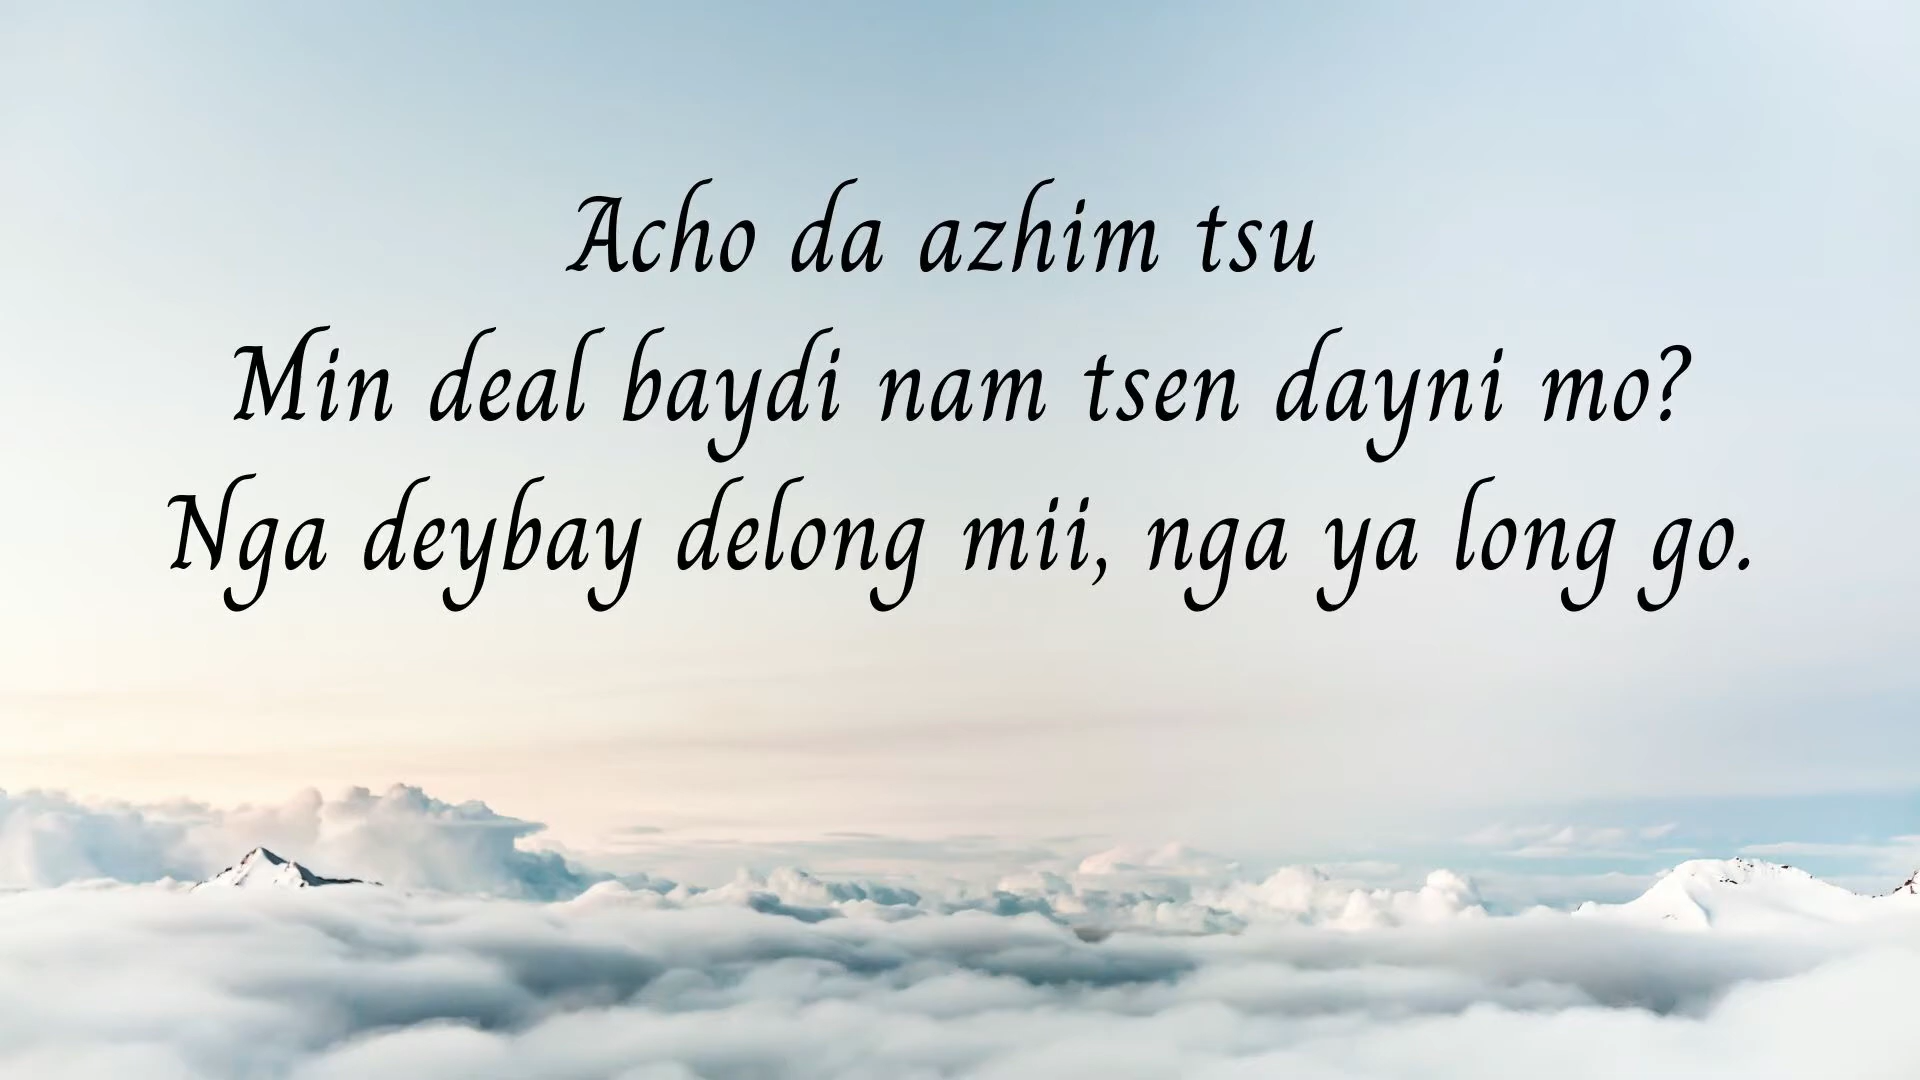 Acho da azhim tsu
Min deal baydi nam tsen dayni mo?
Nga deybay delong mii, nga ya long go.